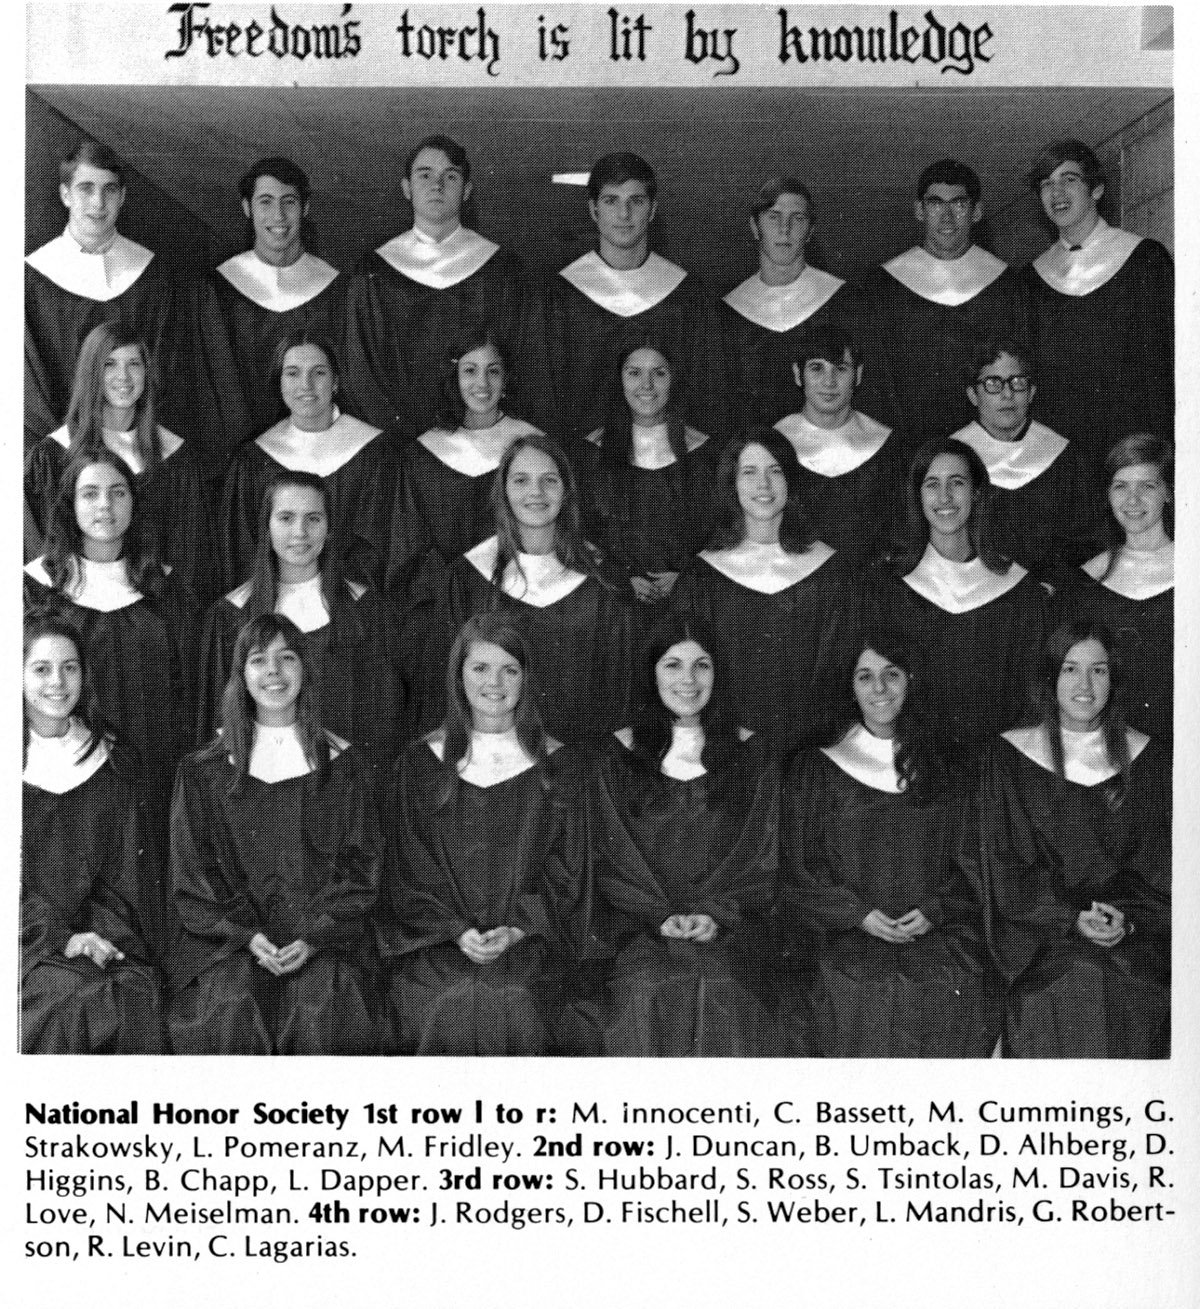 Freedom's torch is lit by knowledge
National Honor Society 1st row l to r: M. innocenti, C. Bassett, M. Cummings, G.
Strakowsky, L. Pomeranz, M. Fridley. 2nd row: J. Duncan, B. Umback, D. Alhberg, D.
Higgins, B. Chapp, L. Dapper. 3rd row: S. Hubbard, S. Ross, S. Tsintolas, M. Davis, R.
Love, N. Meiselman. 4th row: J. Rodgers, D. Fischell, S. Weber, L. Mandris, G. Robert-
son, R. Levin, C. Lagarias.